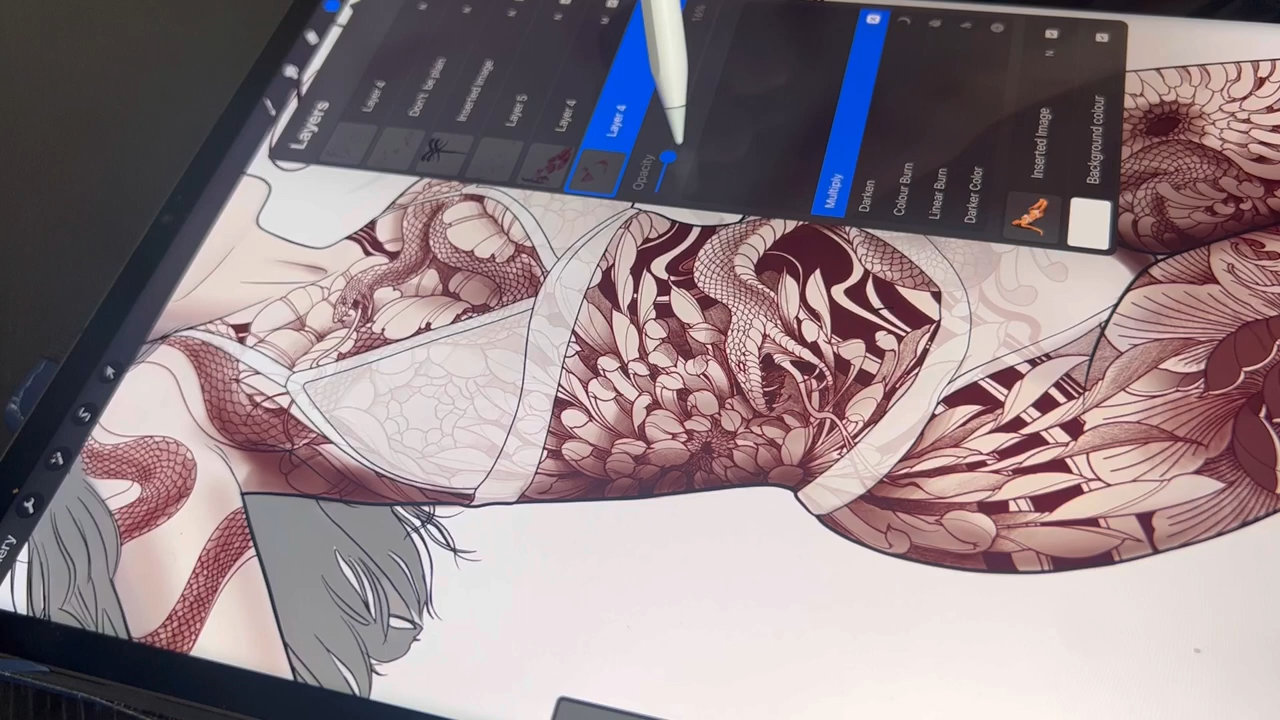 Layers
Layer 4
Don't be plain
Inserted Image
Layer 5
Layer 4
Layer 4
Opacity
16%
Multiply
Darken
Colour Burn
Linear Burn
Darker Color
Inserted Image
N
Background colour